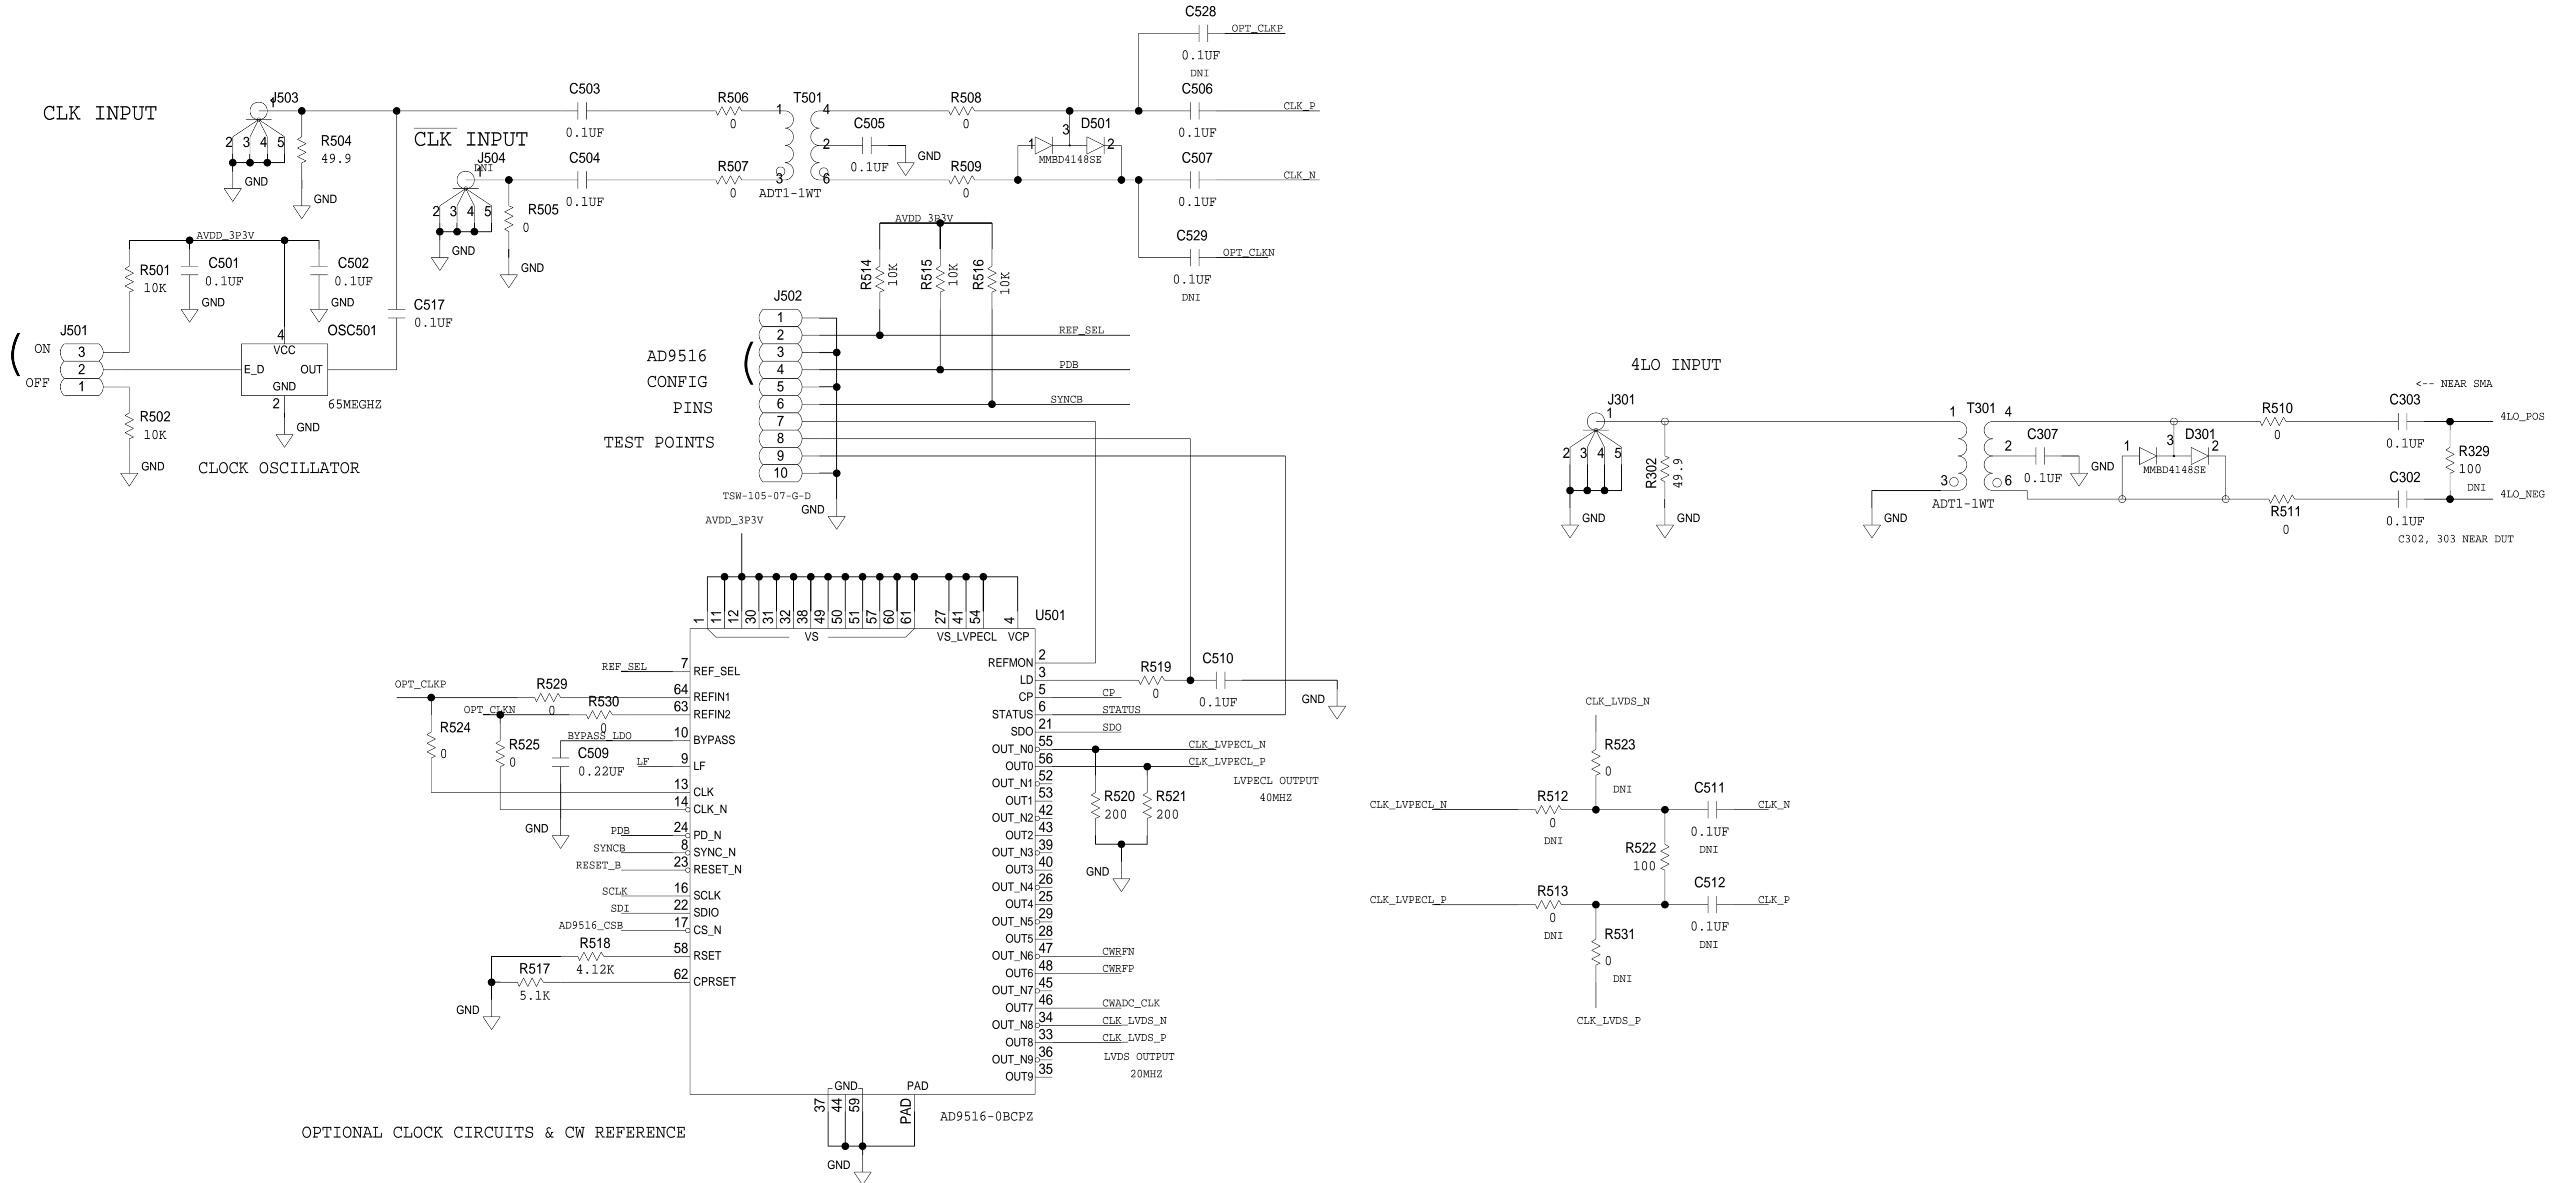 C528
OPT_CLKP
0.1UF
DNI
CLK INPUT
J503
1
2 3 4 5
GND
R504
49.9
GND
C503
0.1UF
R506
0
T501
1
4
R508
0
C506
0.1UF
CLK_P
CLK INPUT
J504
DNI
1
2 3 4 5
GND
R505
0
GND
C504
0.1UF
R507
0
3
ADT1-1WT
2
6
C505
0.1UF
GND
R509
0
3
D501
1
2
MMBD4148SE
C507
0.1UF
CLK_N
C529
OPT_CLKN
0.1UF
DNI
AVDD_3P3V
R501
10K
C501
0.1UF
GND
C502
0.1UF
GND
C517
0.1UF
J501
ON
3
2
OFF
1
R502
10K
GND
OSC501
4
VCC
E_D
OUT
GND
2
65MEGHZ
GND
CLOCK OSCILLATOR
AVDD_3P3V
R514
10K
R515
10K
R516
10K
J502
1
2
REF_SEL
AD9516
3
4
PDB
CONFIG
5
6
SYNCB
PINS
7
8
TEST POINTS
9
10
TSW-105-07-G-D
GND
4LO INPUT
<-- NEAR SMA
J301
1
2 3 4 5
GND
R302
49.9
GND
1
T301
4
3
GND
ADT1-1WT
2
6
C307
0.1UF
GND
3
D301
1
2
MMBD4148SE
R510
0
R511
0
C303
0.1UF
4LO_POS
R329
100
DNI
C302
0.1UF
4LO_NEG
C302, 303 NEAR DUT
AVDD_3P3V
1 11 12 30 31 32 38 49 50 51 57 60 61 27 41 54 4
U501
VS
VS_LVPECL
VCP
REF_SEL 7 REF_SEL
OPT_CLKP
R529
0
64 REFIN1
OPT_CLKN
R530
0
63 REFIN2
R524
0
R525
0
BYPASS_LDO 10 BYPASS
C509
0.22UF
GND
LF 9 LF
13 CLK
14 CLK_N
PDB 24 PD_N
SYNCB 8 SYNC_N
RESET_B 23 RESET_N
SCLK 16 SCLK
SDI 22 SDIO
AD9516_CSB 17 CS_N
R518
4.12K
58 RSET
R517
5.1K
62 CPRSET
GND
REFMON 2
LD 3
R519
0
C510
0.1UF
GND
CP 5 CP
STATUS 6 STATUS
SDO 21 SDO
OUT_N0 55 CLK_LVPECL_N
OUT0 56 CLK_LVPECL_P
LVPECL OUTPUT
40MHZ
OUT_N1 52
OUT1 53
OUT_N2 42
OUT2 43
OUT_N3 39
OUT3 40
OUT_N4 26
OUT4 25
OUT_N5 29
OUT5 28
OUT_N6 47 CWRFN
OUT6 48 CWRFP
OUT_N7 45
OUT7 46 CWADC_CLK
OUT_N8 34 CLK_LVDS_N
OUT8 33 CLK_LVDS_P
OUT_N9 36
OUT9 35
LVDS OUTPUT
20MHZ
R520
200
R521
200
GND
GND
PAD
37 44 59 PAD
GND
AD9516-0BCPZ
CLK_LVDS_N
R523
0
DNI
CLK_LVPECL_N
R512
0
DNI
C511
0.1UF
DNI
CLK_N
R522
100
CLK_LVPECL_P
R513
0
DNI
C512
0.1UF
DNI
CLK_P
R531
0
DNI
CLK_LVDS_P
OPTIONAL CLOCK CIRCUITS & CW REFERENCE